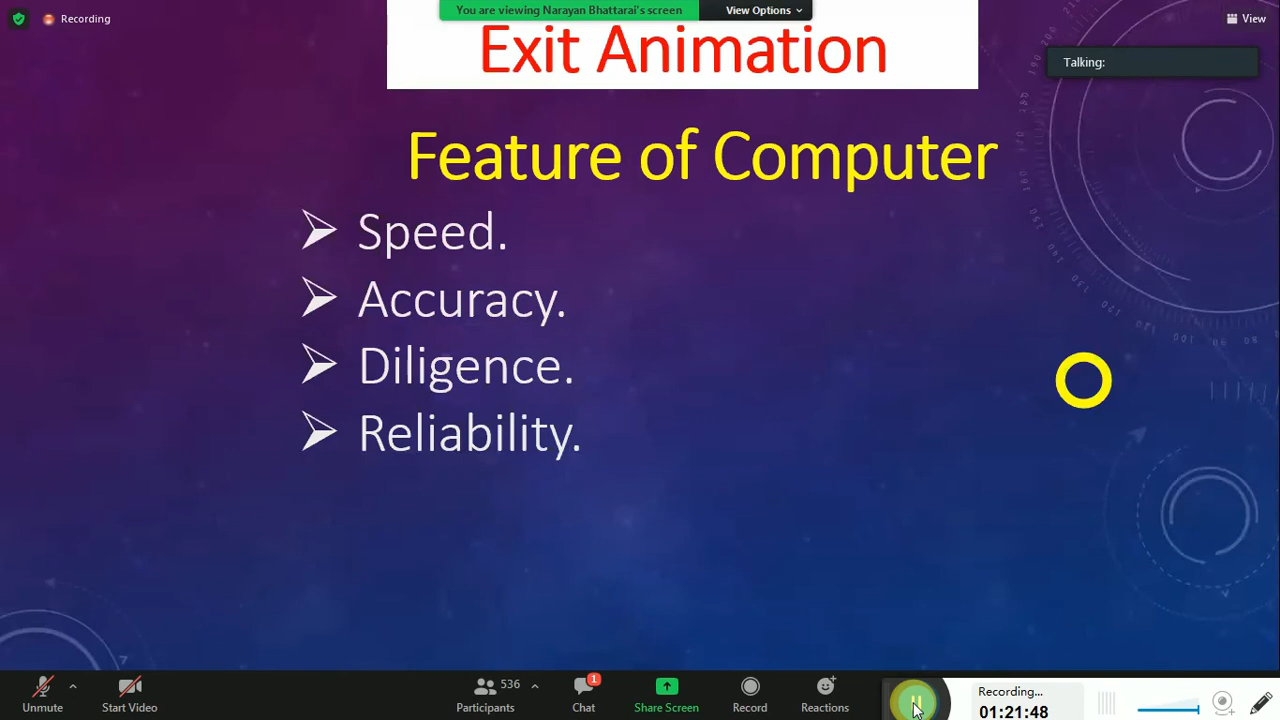 Recording
You are viewing Narayan Bhattarai's screen
View Options
View
Talking:
Exit Animation
Feature of Computer
➢ Speed.
➢ Accuracy.
➢ Diligence.
➢ Reliability.
Unmute
Start Video
536
Participants
1
Chat
Share Screen
Record
Reactions
Recording...
01:21:48